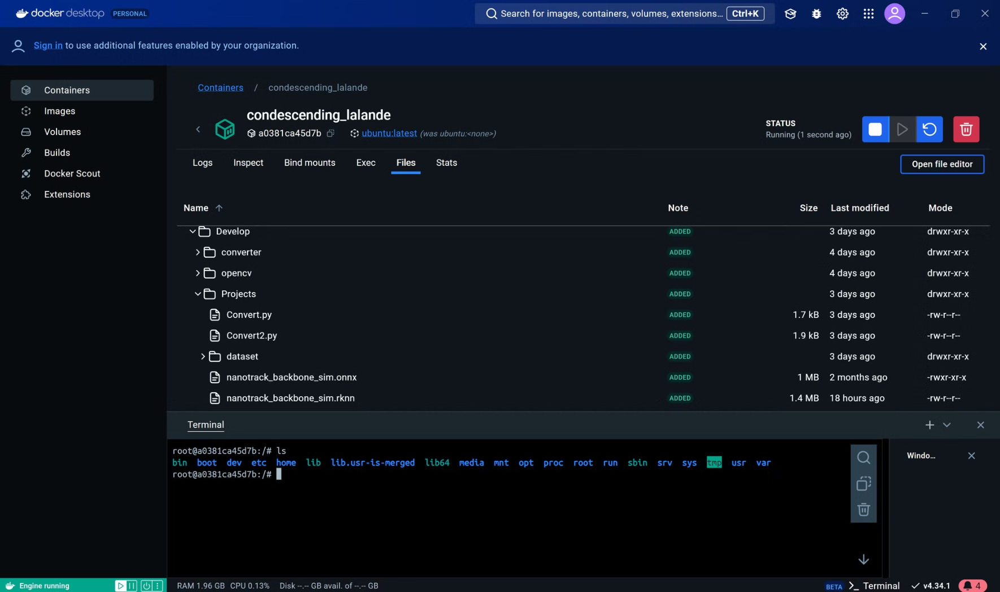 docker desktop PERSONAL Search for images, containers, volumes, extensions... Ctrl+K
Sign in to use additional features enabled by your organization.
Containers
Images
Volumes
Builds
Docker Scout
Extensions
Containers / condescending_lalande
condescending_lalande
a0381ca45d7b ubuntu:latest (was ubuntu:<none>)
STATUS
Running (1 second ago)
Logs Inspect Bind mounts Exec Files Stats Open file editor
Name Note Size Last modified Mode
Develop ADDED 3 days ago drwxr-xr-x
converter ADDED 4 days ago drwxr-xr-x
opencv ADDED 4 days ago drwxr-xr-x
Projects ADDED 3 days ago drwxr-xr-x
Convert.py ADDED 1.7 kB 3 days ago -rw-r--r--
Convert2.py ADDED 1.9 kB 3 days ago -rw-r--r--
dataset ADDED 3 days ago drwxr-xr-x
nanotrack_backbone_sim.onnx ADDED 1 MB 2 months ago -rwxr-xr-x
nanotrack_backbone_sim.rknn ADDED 1.4 MB 18 hours ago -rw-r--r--
Terminal
root@a0381ca45d7b:/# ls
bin boot dev etc home lib lib.usr-is-merged lib64 media mnt opt proc root run sbin srv sys tmp usr var
root@a0381ca45d7b:/#
Windo...
Engine running RAM 1.96 GB CPU 0.13% Disk --.-- GB avail. of --.-- GB BETA Terminal v4.34.1 4